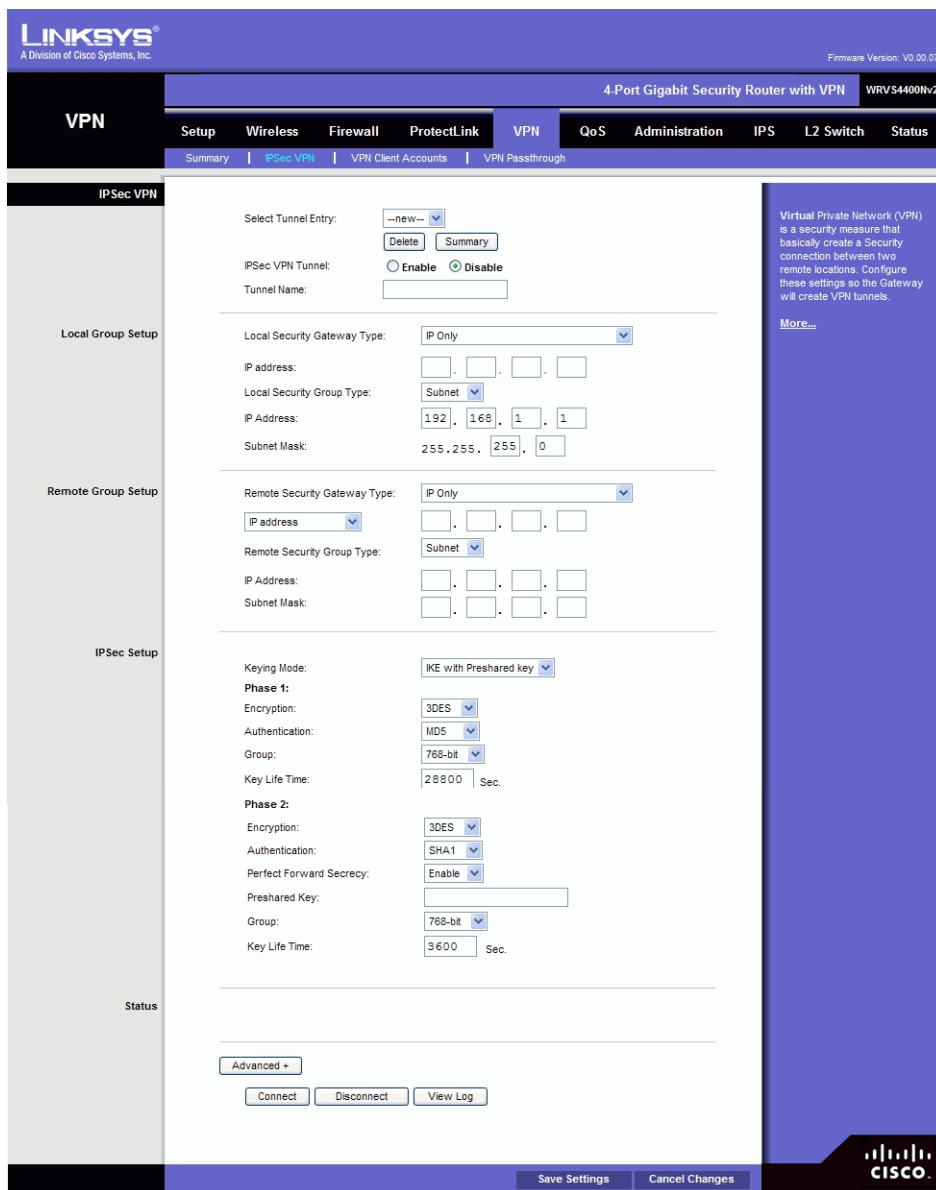 LINKSYS®
A Division of Cisco Systems, Inc.
Firmware Version: V0.00.07
4-Port Gigabit Security Router with VPN WRVS4400Nv2
VPN
Setup Wireless Firewall ProtectLink VPN QoS Administration IPS L2 Switch Status
Summary | IPSec VPN | VPN Client Accounts | VPN Passthrough
IPSec VPN
Select Tunnel Entry: --new--
Delete Summary
IPSec VPN Tunnel: Enable Disable
Tunnel Name:
Virtual Private Network (VPN)
is a security measure that
basically create a Security
connection between two
remote locations. Configure
these settings so the Gateway
will create VPN tunnels.
More...
Local Group Setup
Local Security Gateway Type: IP Only
IP address: . . .
Local Security Group Type: Subnet
IP Address: 192. 168. 1 . 1
Subnet Mask: 255.255. 255. 0
Remote Group Setup
Remote Security Gateway Type: IP Only
IP address . . .
Remote Security Group Type: Subnet
IP Address: . . .
Subnet Mask: . . .
IPSec Setup
Keying Mode: IKE with Preshared key
Phase 1:
Encryption: 3DES
Authentication: MD5
Group: 768-bit
Key Life Time: 28800 Sec.
Phase 2:
Encryption: 3DES
Authentication: SHA1
Perfect Forward Secrecy: Enable
Preshared Key:
Group: 768-bit
Key Life Time: 3600 Sec.
Status
Advanced +
Connect Disconnect View Log
Save Settings Cancel Changes
CISCO.